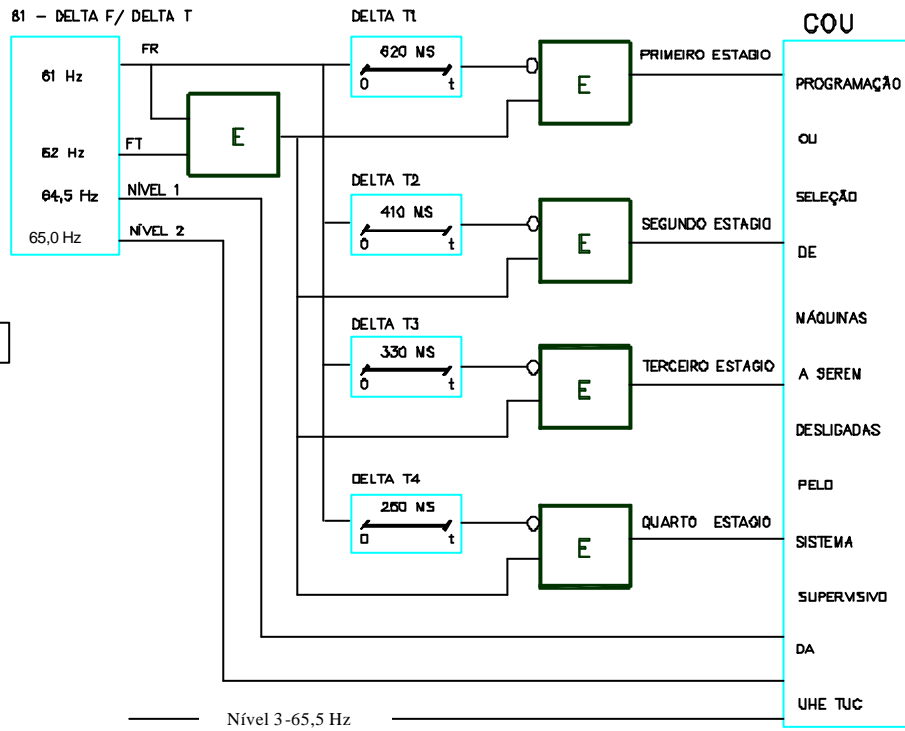 81 - DELTA F/ DELTA T
61 Hz
62 Hz
64,5 Hz
65,0 Hz
FR
FT
NÍVEL 1
NÍVEL 2
E
DELTA T1
620 MS
0 t
E
PRIMEIRO ESTAGIO
DELTA T2
410 MS
0 t
E
SEGUNDO ESTAGIO
DELTA T3
330 MS
0 t
E
TERCEIRO ESTAGIO
DELTA T4
260 MS
0 t
E
QUARTO ESTAGIO
COU
PROGRAMAÇÃO
OU
SELEÇÃO
DE
MÁQUINAS
A SEREM
DESLIGADAS
PELO
SISTEMA
SUPERVISIVO
DA
UHE TUC
Nível 3-65,5 Hz